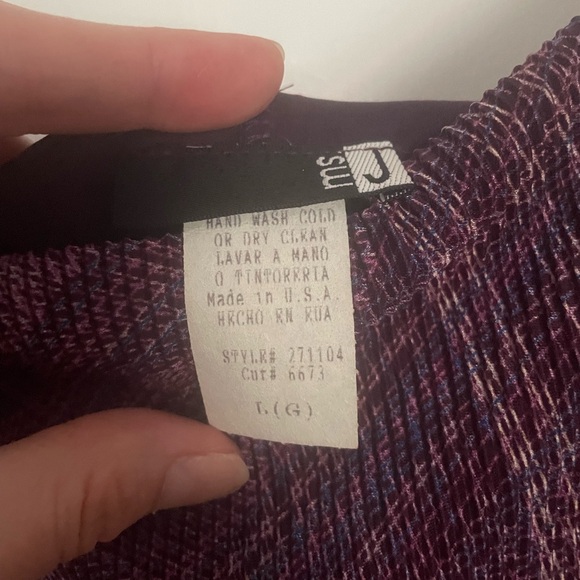 ms J
HAND WASH COLD
OR DRY CLEAN
LAVAR A MANO
O TINTORERIA
Made in U.S.A.
HECHO EN EUA
STYLE# 271104
Cut# 6673
L(G)